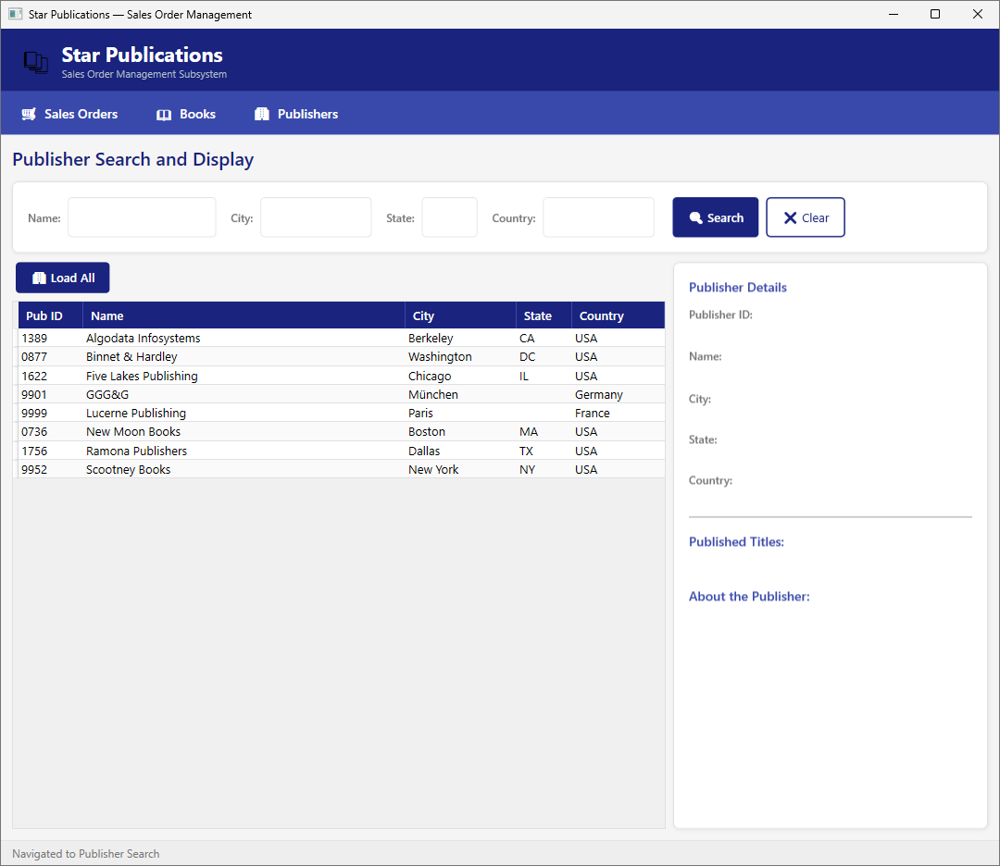 Star Publications — Sales Order Management
Star Publications
Sales Order Management Subsystem
Sales Orders Books Publishers
Publisher Search and Display
Name: City: State: Country: Search Clear
Load All
Pub ID Name City State Country
1389 Algodata Infosystems Berkeley CA USA
0877 Binnet & Hardley Washington DC USA
1622 Five Lakes Publishing Chicago IL USA
9901 GGG&G München Germany
9999 Lucerne Publishing Paris France
0736 New Moon Books Boston MA USA
1756 Ramona Publishers Dallas TX USA
9952 Scootney Books New York NY USA
Publisher Details
Publisher ID:
Name:
City:
State:
Country:
Published Titles:
About the Publisher:
Navigated to Publisher Search